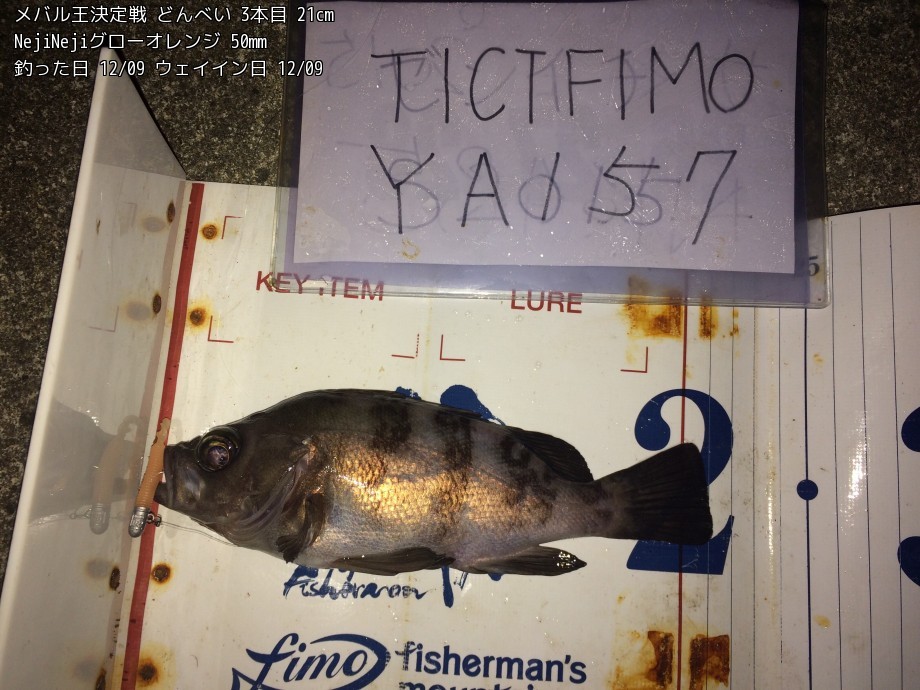 メバル王決定戦 どんべい 3本目 21cm
NejiNejiグローオレンジ 50mm
釣った日 12/09 ウェイイン日 12/09
TICTFIMO
YAI57
5
KEY ITEM
LURE
2
fimo
fisherman's